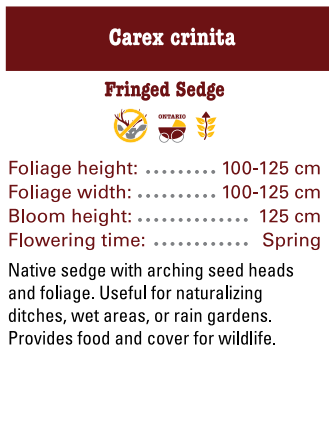 Carex crinita
Fringed Sedge
ONTARIO
Foliage height: .......... 100-125 cm
Foliage width: .......... 100-125 cm
Bloom height: ................ 125 cm
Flowering time: ............. Spring
Native sedge with arching seed heads
and foliage. Useful for naturalizing
ditches, wet areas, or rain gardens.
Provides food and cover for wildlife.